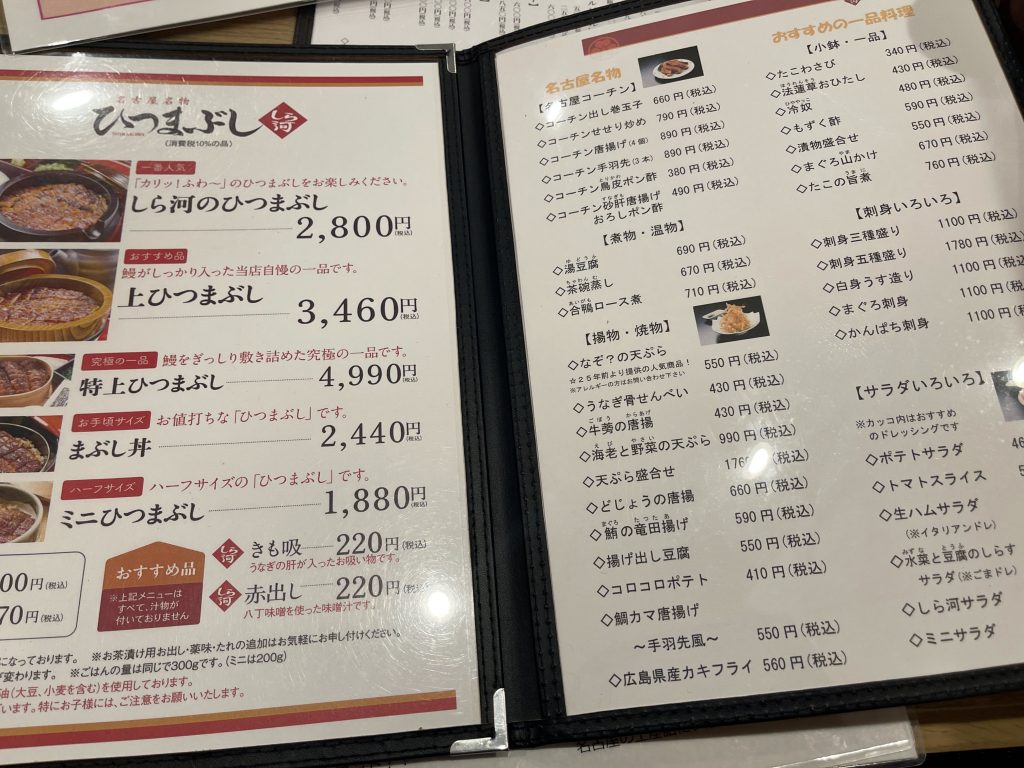 名古屋名物
ひつまぶし
しら河
(消費税10%の品)
一番人気
「カリッ!ふわ〜」のひつまぶしをお楽しみください。
しら河のひつまぶし
2,800円(税込)
おすすめ品
鰻がしっかり入った当店自慢の一品です。
上ひつまぶし
3,460円(税込)
究極の一品 鰻をぎっしり敷き詰めた究極の一品です。
特上ひつまぶし 4,990円(税込)
お手頃サイズ お値打ちな「ひつまぶし」です。
まぶし丼 2,440円(税込)
ハーフサイズ ハーフサイズの「ひつまぶし」です。
ミニひつまぶし 1,880円(税込)
00円(税込)
70円(税込)
おすすめ品
※上記メニューは
すべて、汁物が
付いておりません
しら河 きも吸 220円(税込)
うなぎの肝が入ったお吸い物です。
しら河 赤出し 220円(税込)
八丁味噌を使った味噌汁です。
になっております。 ※お茶漬け用お出し・薬味・たれの追加はお気軽にお申し付けください。
が変わります。 ※ごはんの量は同じで300gです。(ミニは200g)
油(大豆、小麦を含む)を使用しております。
ざいます。特にお子様には、ご注意をお願いいたします。
名古屋名物
【名古屋コーチン】
◇コーチン出し巻玉子 660円(税込)
◇コーチンせせり炒め 790円(税込)
◇コーチン唐揚げ(4個) 890円(税込)
◇コーチン手羽先(3本) 890円(税込)
◇コーチン鳥皮ポン酢 380円(税込)
◇コーチン砂肝唐揚げ 490円(税込)
おろしポン酢
【煮物・温物】
◇湯豆腐 690円(税込)
◇茶碗蒸し 670円(税込)
◇合鴨ロース煮 710円(税込)
【揚物・焼物】
◇なぞ?の天ぷら 550円(税込)
☆25年前より提供の人気商品!
※アレルギーの方はお問い合わせ下さい
◇うなぎ骨せんべい 430円(税込)
◇牛蒡の唐揚 430円(税込)
◇海老と野菜の天ぷら 990円(税込)
◇天ぷら盛合せ 1760円(税込)
◇どじょうの唐揚 660円(税込)
◇鮪の竜田揚げ 590円(税込)
◇揚げ出し豆腐 550円(税込)
◇コロコロポテト 410円(税込)
◇鯛カマ唐揚げ
〜手羽先風〜 550円(税込)
◇広島県産カキフライ 560円(税込)
おすすめの一品料理
【小鉢・一品】
◇たこわさび 340円(税込)
◇法蓮草おひたし 430円(税込)
◇冷奴 480円(税込)
◇もずく酢 590円(税込)
◇漬物盛合せ 550円(税込)
◇まぐろ山かけ 670円(税込)
◇たこの旨煮 760円(税込)
【刺身いろいろ】
◇刺身三種盛り 1100円(税込)
◇刺身五種盛り 1780円(税込)
◇白身うす造り 1100円(税込)
◇まぐろ刺身 1100円(税込)
◇かんぱち刺身 1100円
【サラダいろいろ】
※カッコ内はおすすめ
のドレッシングです
◇ポテトサラダ
◇トマトスライス
◇生ハムサラダ
(※イタリアンドレ)
◇水菜と豆腐のしらす
サラダ(※ごまドレ)
◇しら河サラダ
◇ミニサラダ